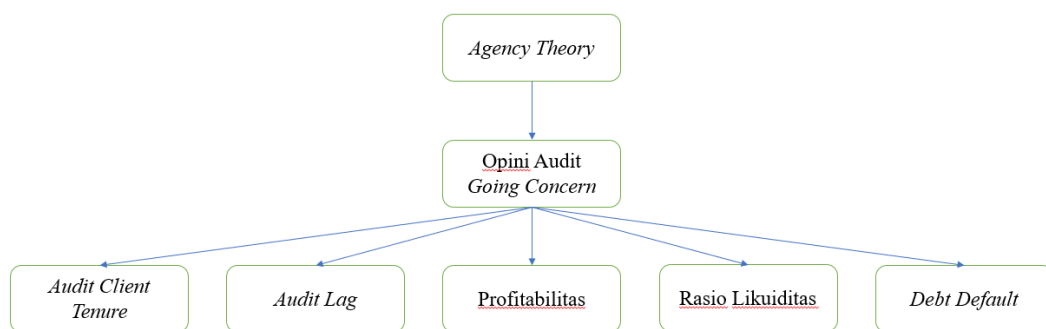 Agency Theory
Opini Audit
Going Concern
Audit Client
Tenure
Audit Lag
Profitabilitas
Rasio Likuiditas
Debt Default